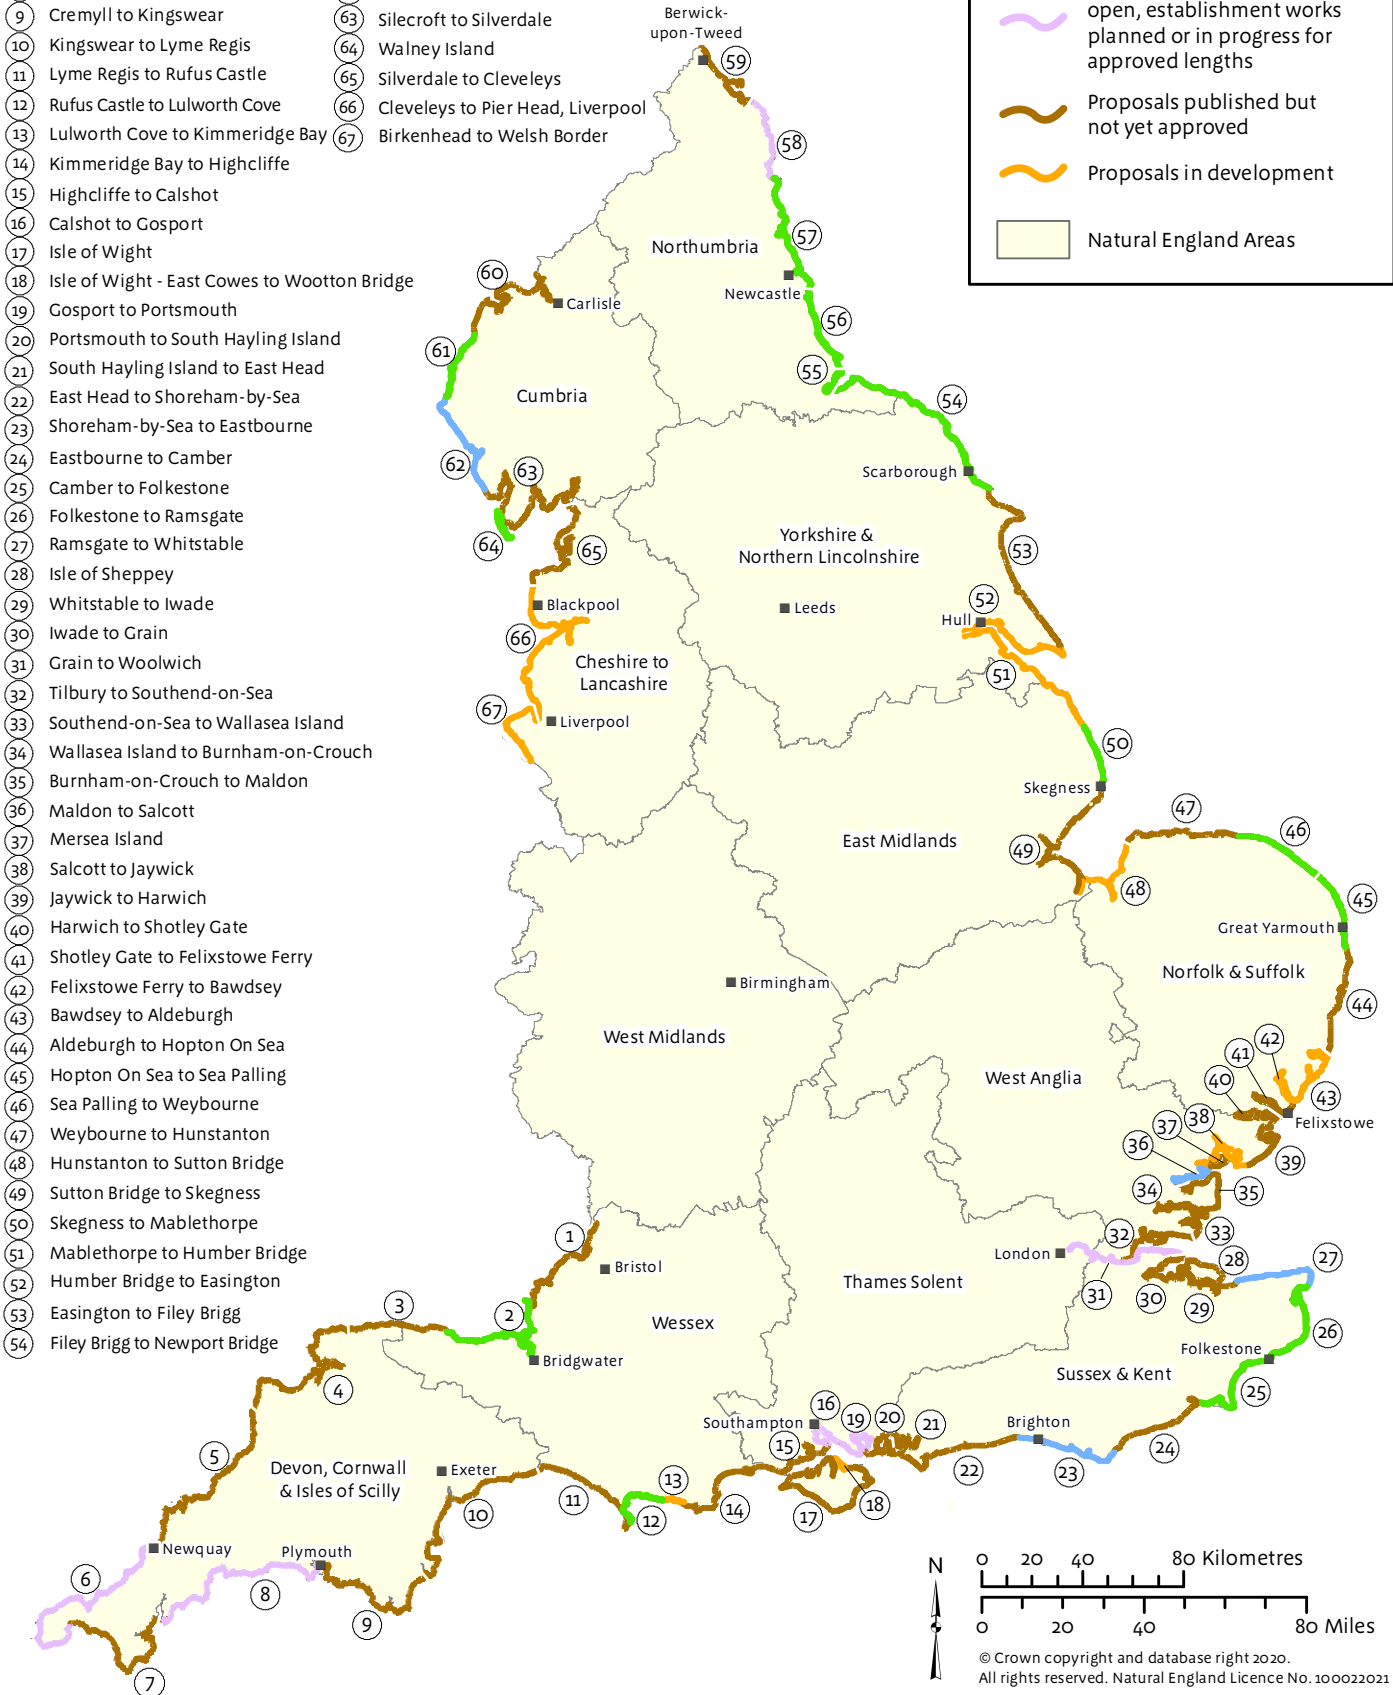 9 Cremyll to Kingswear
10 Kingswear to Lyme Regis
11 Lyme Regis to Rufus Castle
12 Rufus Castle to Lulworth Cove
13 Lulworth Cove to Kimmeridge Bay
14 Kimmeridge Bay to Highcliffe
15 Highcliffe to Calshot
16 Calshot to Gosport
17 Isle of Wight
18 Isle of Wight - East Cowes to Wootton Bridge
19 Gosport to Portsmouth
20 Portsmouth to South Hayling Island
21 South Hayling Island to East Head
22 East Head to Shoreham-by-Sea
23 Shoreham-by-Sea to Eastbourne
24 Eastbourne to Camber
25 Camber to Folkestone
26 Folkestone to Ramsgate
27 Ramsgate to Whitstable
28 Isle of Sheppey
29 Whitstable to Iwade
30 Iwade to Grain
31 Grain to Woolwich
32 Tilbury to Southend-on-Sea
33 Southend-on-Sea to Wallasea Island
34 Wallasea Island to Burnham-on-Crouch
35 Burnham-on-Crouch to Maldon
36 Maldon to Salcott
37 Mersea Island
38 Salcott to Jaywick
39 Jaywick to Harwich
40 Harwich to Shotley Gate
41 Shotley Gate to Felixstowe Ferry
42 Felixstowe Ferry to Bawdsey
43 Bawdsey to Aldeburgh
44 Aldeburgh to Hopton On Sea
45 Hopton On Sea to Sea Palling
46 Sea Palling to Weybourne
47 Weybourne to Hunstanton
48 Hunstanton to Sutton Bridge
49 Sutton Bridge to Skegness
50 Skegness to Mablethorpe
51 Mablethorpe to Humber Bridge
52 Humber Bridge to Easington
53 Easington to Filey Brigg
54 Filey Brigg to Newport Bridge
63 Silecroft to Silverdale
64 Walney Island
65 Silverdale to Cleveleys
66 Cleveleys to Pier Head, Liverpool
67 Birkenhead to Welsh Border
open, establishment works
planned or in progress for
approved lengths
Proposals published but
not yet approved
Proposals in development
Natural England Areas
Berwick-
upon-Tweed
59
58
Northumbria
57
Newcastle
60
Carlisle
56
61
55
Cumbria
54
62
63
Scarborough
64
65
Yorkshire &
Northern Lincolnshire
53
52
Blackpool
Leeds
Hull
66
Cheshire to
Lancashire
51
67
Liverpool
50
Skegness
47
46
East Midlands
49
48
45
Great Yarmouth
Norfolk & Suffolk
Birmingham
44
West Midlands
42
41
West Anglia
40
43
38
37
Felixstowe
36
39
34
35
1
32
33
London
Bristol
27
28
Thames Solent
31
30
29
3
2
Wessex
26
Folkestone
Bridgwater
Sussex & Kent
4
25
16
19
20
21
Southampton
Brighton
15
24
5
Devon, Cornwall
& Isles of Scilly
Exeter
22
23
13
11
10
12
14
17
18
Newquay
Plymouth
6
8
9
7
N
0 20 40 80 Kilometres
0 20 40 80 Miles
© Crown copyright and database right 2020.
All rights reserved. Natural England Licence No. 100022021